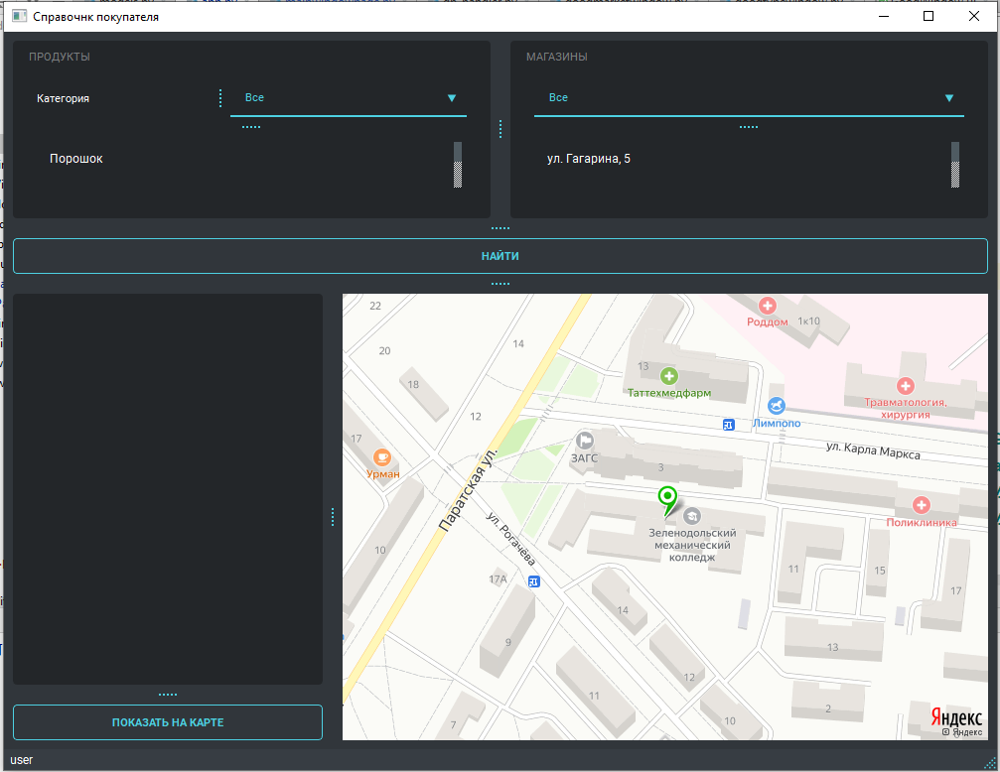 Справочнк покупателя
ПРОДУКТЫ
МАГАЗИНЫ
Категория
Все
Все
Порошок
ул. Гагарина, 5
НАЙТИ
22
20
14
18
12
17
Урман
10
Паратская ул.
ул. Рогачёва
17А
9
7
11
14
12
10
13
Таттехмедфарм
Роддом
1к10
Травматология,
хирургия
Лимпопо
ул. Карла Маркса
ЗАГС
3
Зеленодольский
механический
колледж
Поликлиника
11
15
17
13
2
Яндекс
© Яндекс
ПОКАЗАТЬ НА КАРТЕ
user